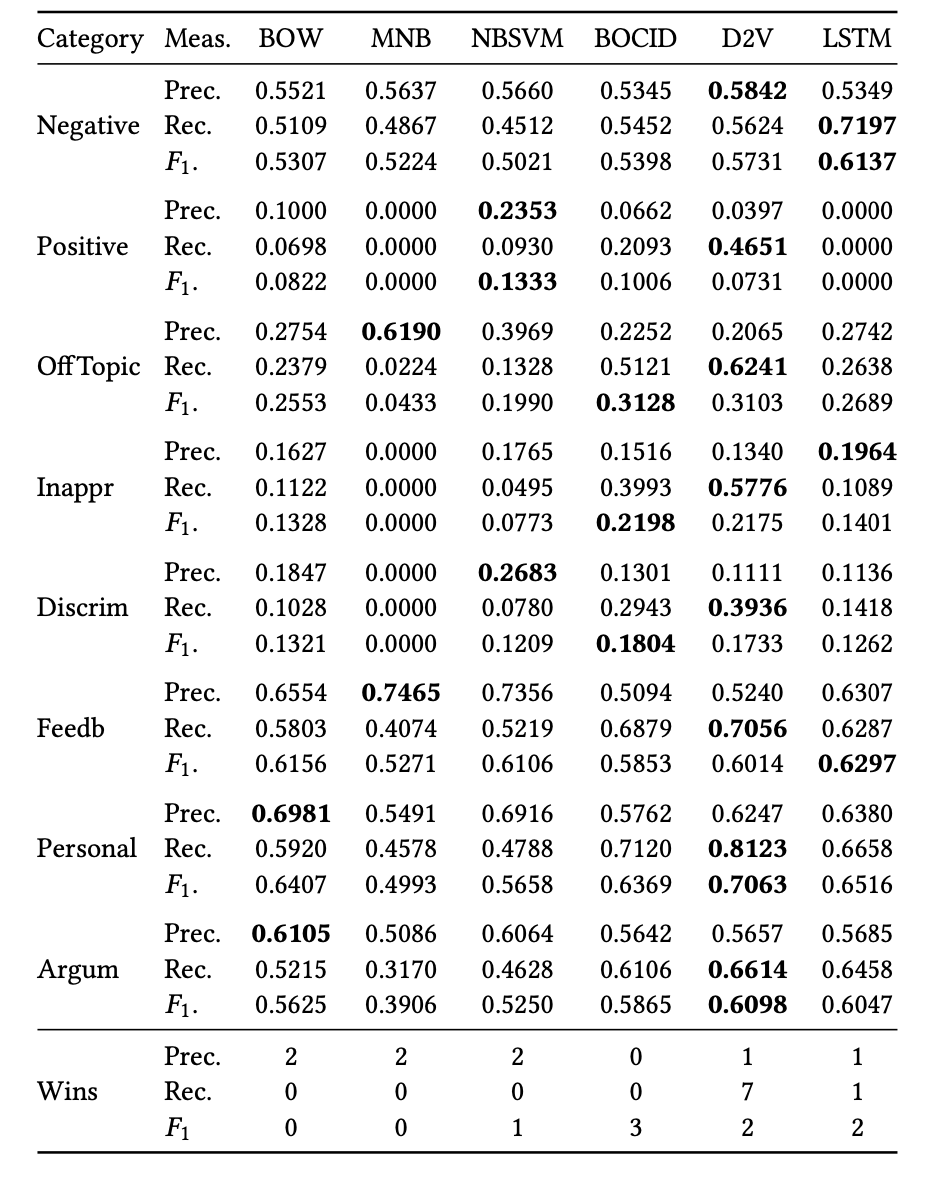 Category Meas. BOW MNB NBSVM BOCID D2V LSTM
Prec. 0.5521 0.5637 0.5660 0.5345 0.5842 0.5349
Negative Rec. 0.5109 0.4867 0.4512 0.5452 0.5624 0.7197
F1. 0.5307 0.5224 0.5021 0.5398 0.5731 0.6137
Prec. 0.1000 0.0000 0.2353 0.0662 0.0397 0.0000
Positive Rec. 0.0698 0.0000 0.0930 0.2093 0.4651 0.0000
F1. 0.0822 0.0000 0.1333 0.1006 0.0731 0.0000
Prec. 0.2754 0.6190 0.3969 0.2252 0.2065 0.2742
Off Topic Rec. 0.2379 0.0224 0.1328 0.5121 0.6241 0.2638
F1. 0.2553 0.0433 0.1990 0.3128 0.3103 0.2689
Prec. 0.1627 0.0000 0.1765 0.1516 0.1340 0.1964
Inappr Rec. 0.1122 0.0000 0.0495 0.3993 0.5776 0.1089
F1. 0.1328 0.0000 0.0773 0.2198 0.2175 0.1401
Prec. 0.1847 0.0000 0.2683 0.1301 0.1111 0.1136
Discrim Rec. 0.1028 0.0000 0.0780 0.2943 0.3936 0.1418
F1. 0.1321 0.0000 0.1209 0.1804 0.1733 0.1262
Prec. 0.6554 0.7465 0.7356 0.5094 0.5240 0.6307
Feedb Rec. 0.5803 0.4074 0.5219 0.6879 0.7056 0.6287
F1. 0.6156 0.5271 0.6106 0.5853 0.6014 0.6297
Prec. 0.6981 0.5491 0.6916 0.5762 0.6247 0.6380
Personal Rec. 0.5920 0.4578 0.4788 0.7120 0.8123 0.6658
F1. 0.6407 0.4993 0.5658 0.6369 0.7063 0.6516
Prec. 0.6105 0.5086 0.6064 0.5642 0.5657 0.5685
Argum Rec. 0.5215 0.3170 0.4628 0.6106 0.6614 0.6458
F1. 0.5625 0.3906 0.5250 0.5865 0.6098 0.6047
Prec. 2 2 2 0 1 1
Wins Rec. 0 0 0 0 7 1
F1 0 0 1 3 2 2